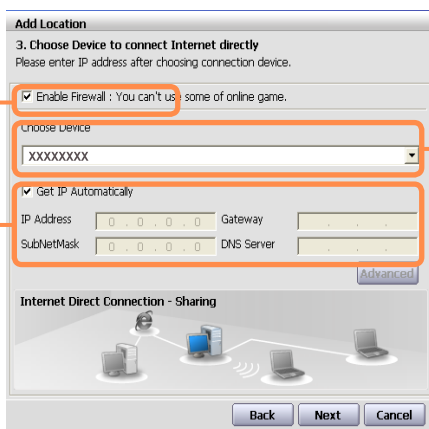 Add Location
3. Choose Device to connect Internet directly
Please enter IP address after choosing connection device.
Enable Firewall : You can't use some of online game.
Choose Device
XXXXXXXX
Get IP Automatically
IP Address 0 . 0 . 0 . 0 Gateway . . .
SubNetMask 0 . 0 . 0 . 0 DNS Server . . .
Advanced
Internet Direct Connection - Sharing
Back Next Cancel